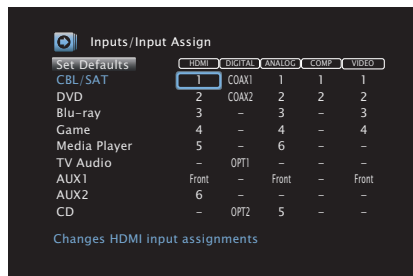 Inputs/Input Assign
Set Defaults HDMI DIGITAL ANALOG COMP VIDEO
CBL/SAT 1 COAX1 1 1 1
DVD 2 COAX2 2 2 2
Blu-ray 3 – 3 – 3
Game 4 – 4 – 4
Media Player 5 – 6 – –
TV Audio – OPT1 – – –
AUX1 Front – Front – Front
AUX2 6 – – – –
CD – OPT2 5 – –
Changes HDMI input assignments